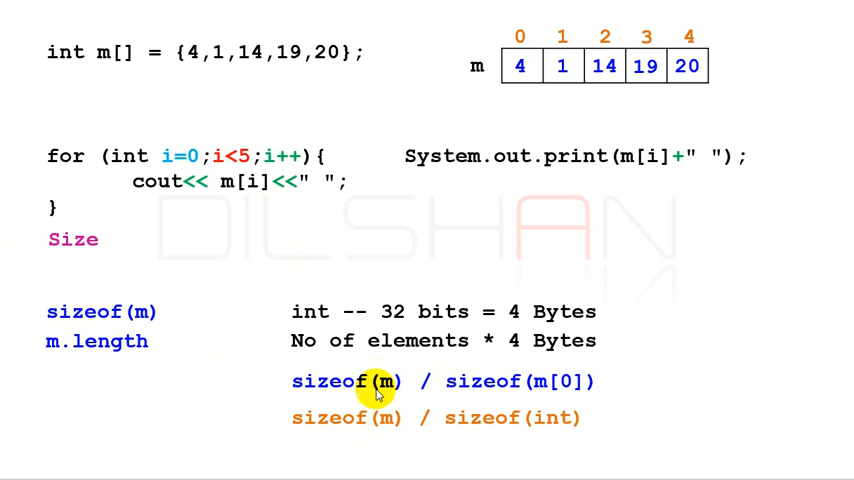 int m[] = {4,1,14,19,20};
0 1 2 3 4
m 4 1 14 19 20
for (int i=0;i<5;i++){
cout<< m[i]<<" ";
}
System.out.print(m[i]+" ");
DILSHAN
Size
sizeof(m)
m.length
int -- 32 bits = 4 Bytes
No of elements * 4 Bytes
sizeof(m) / sizeof(m[0])
sizeof(m) / sizeof(int)